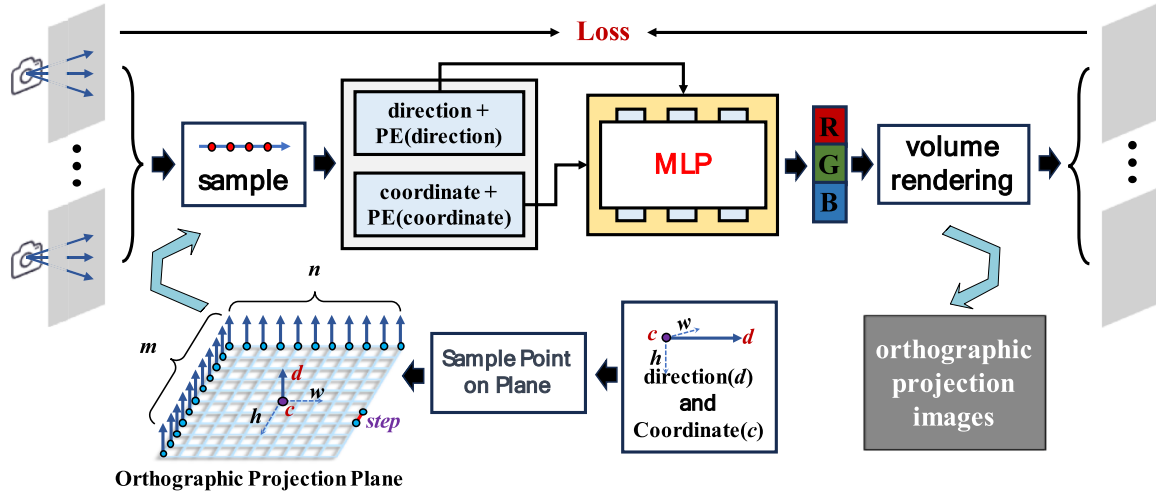 Loss
direction +
PE(direction)
coordinate +
PE(coordinate)
sample
MLP
R
G
B
volume
rendering
n
m
d
w
h
c
step
Orthographic Projection Plane
Sample Point
on Plane
c
w
d
h
direction(d)
and
Coordinate(c)
orthographic
projection
images